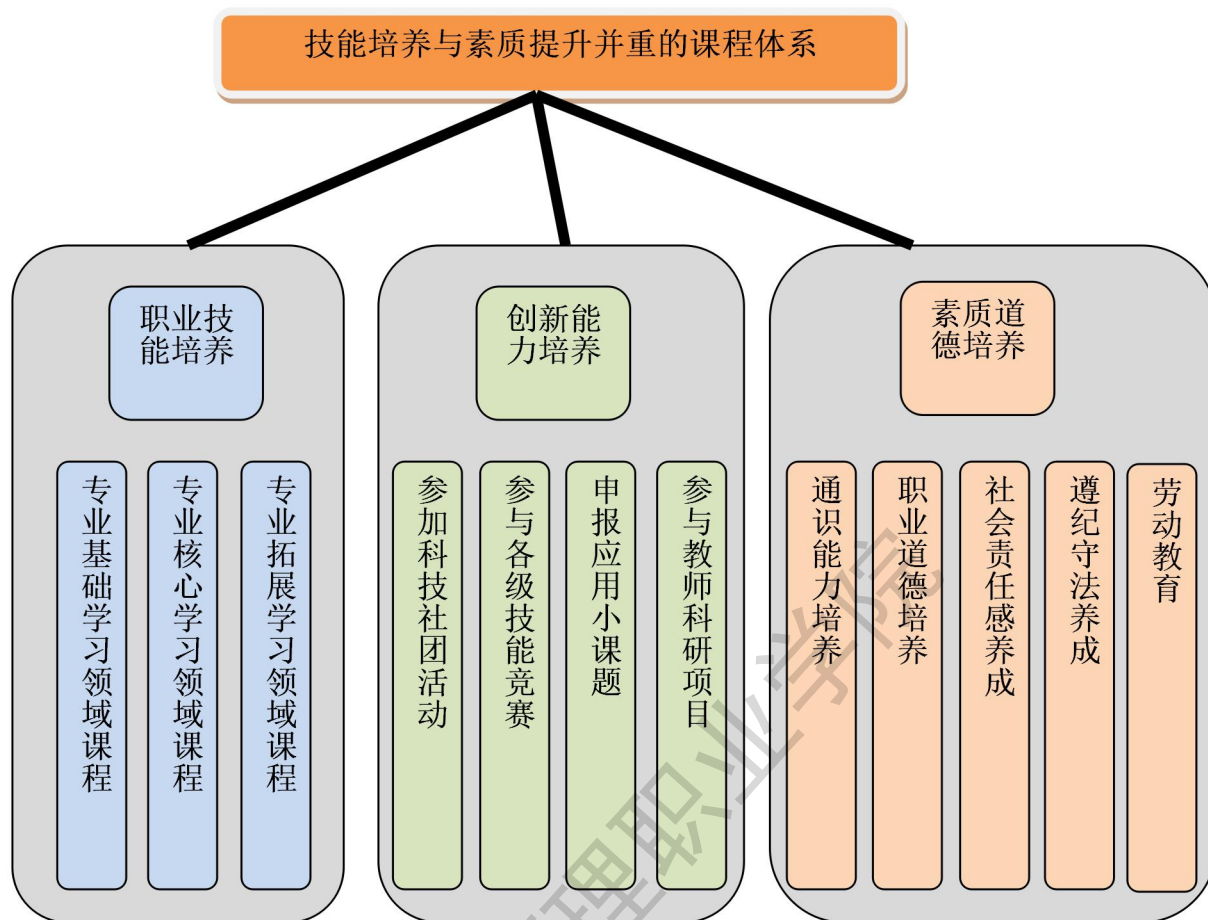 技能培养与素质提升并重的课程体系
职业技
能培养
创新能
力培养
素质道
德培养
专业基础学习领域课程
专业核心学习领域课程
专业拓展学习领域课程
参加科技社团活动
参与各级技能竞赛
申报应用小课题
参与教师科研项目
通识能力培养
职业道德培养
社会责任感养成
遵纪守法养成
劳动教育
理职业学院